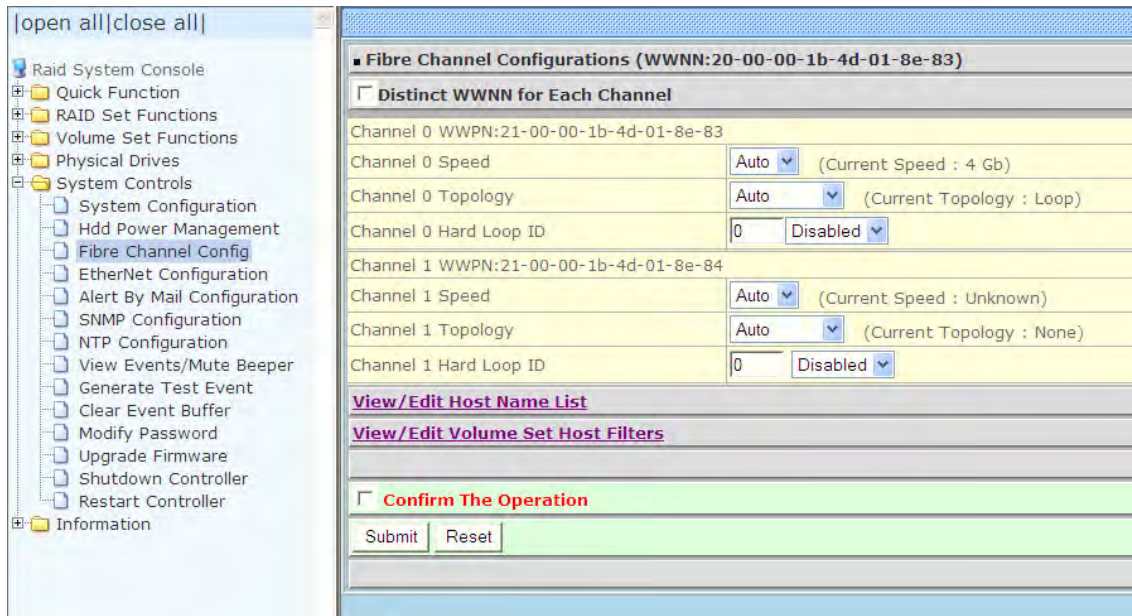 |open all|close all|
Raid System Console
Quick Function
RAID Set Functions
Volume Set Functions
Physical Drives
System Controls
System Configuration
Hdd Power Management
Fibre Channel Config
EtherNet Configuration
Alert By Mail Configuration
SNMP Configuration
NTP Configuration
View Events/Mute Beeper
Generate Test Event
Clear Event Buffer
Modify Password
Upgrade Firmware
Shutdown Controller
Restart Controller
Information
Fibre Channel Configurations (WWNN:20-00-00-1b-4d-01-8e-83)
Distinct WWNN for Each Channel
Channel 0 WWPN:21-00-00-1b-4d-01-8e-83
Channel 0 Speed Auto (Current Speed : 4 Gb)
Channel 0 Topology Auto (Current Topology : Loop)
Channel 0 Hard Loop ID 0 Disabled
Channel 1 WWPN:21-00-00-1b-4d-01-8e-84
Channel 1 Speed Auto (Current Speed : Unknown)
Channel 1 Topology Auto (Current Topology : None)
Channel 1 Hard Loop ID 0 Disabled
View/Edit Host Name List
View/Edit Volume Set Host Filters
Confirm The Operation
Submit Reset